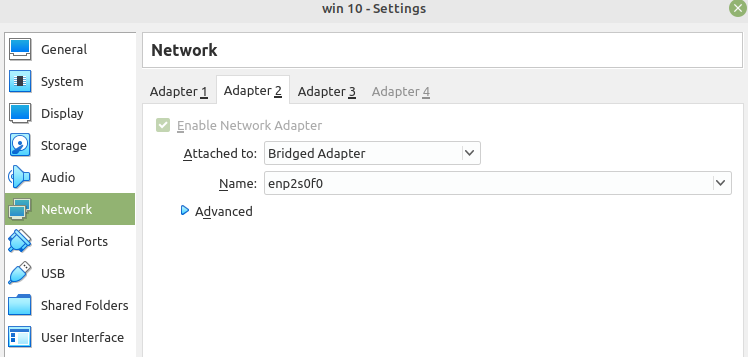 win 10 - Settings
General
System
Display
Storage
Audio
Network
Serial Ports
USB
Shared Folders
User Interface
Network
Adapter 1 Adapter 2 Adapter 3 Adapter 4
Enable Network Adapter
Attached to: Bridged Adapter
Name: enp2s0f0
Advanced